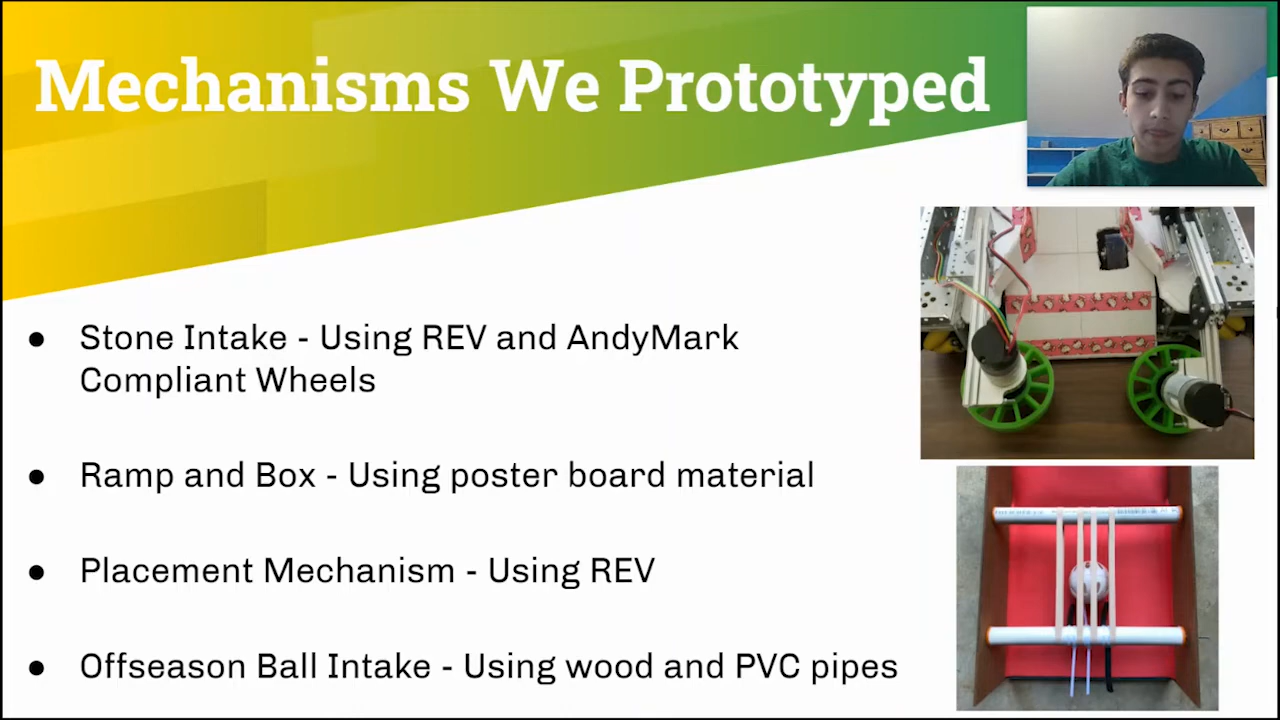 Mechanisms We Prototyped
● Stone Intake - Using REV and AndyMark
Compliant Wheels
● Ramp and Box - Using poster board material
● Placement Mechanism - Using REV
● Offseason Ball Intake - Using wood and PVC pipes